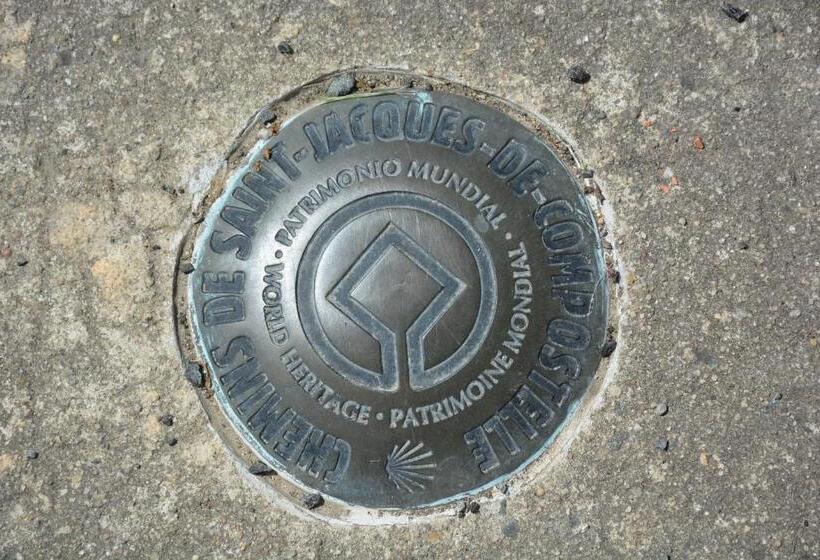 CHEMINS DE SAINT-JACQUES-DE-COMPOSTELLE
WORLD HERITAGE • PATRIMONIO MUNDIAL • PATRIMOINE MONDIAL •